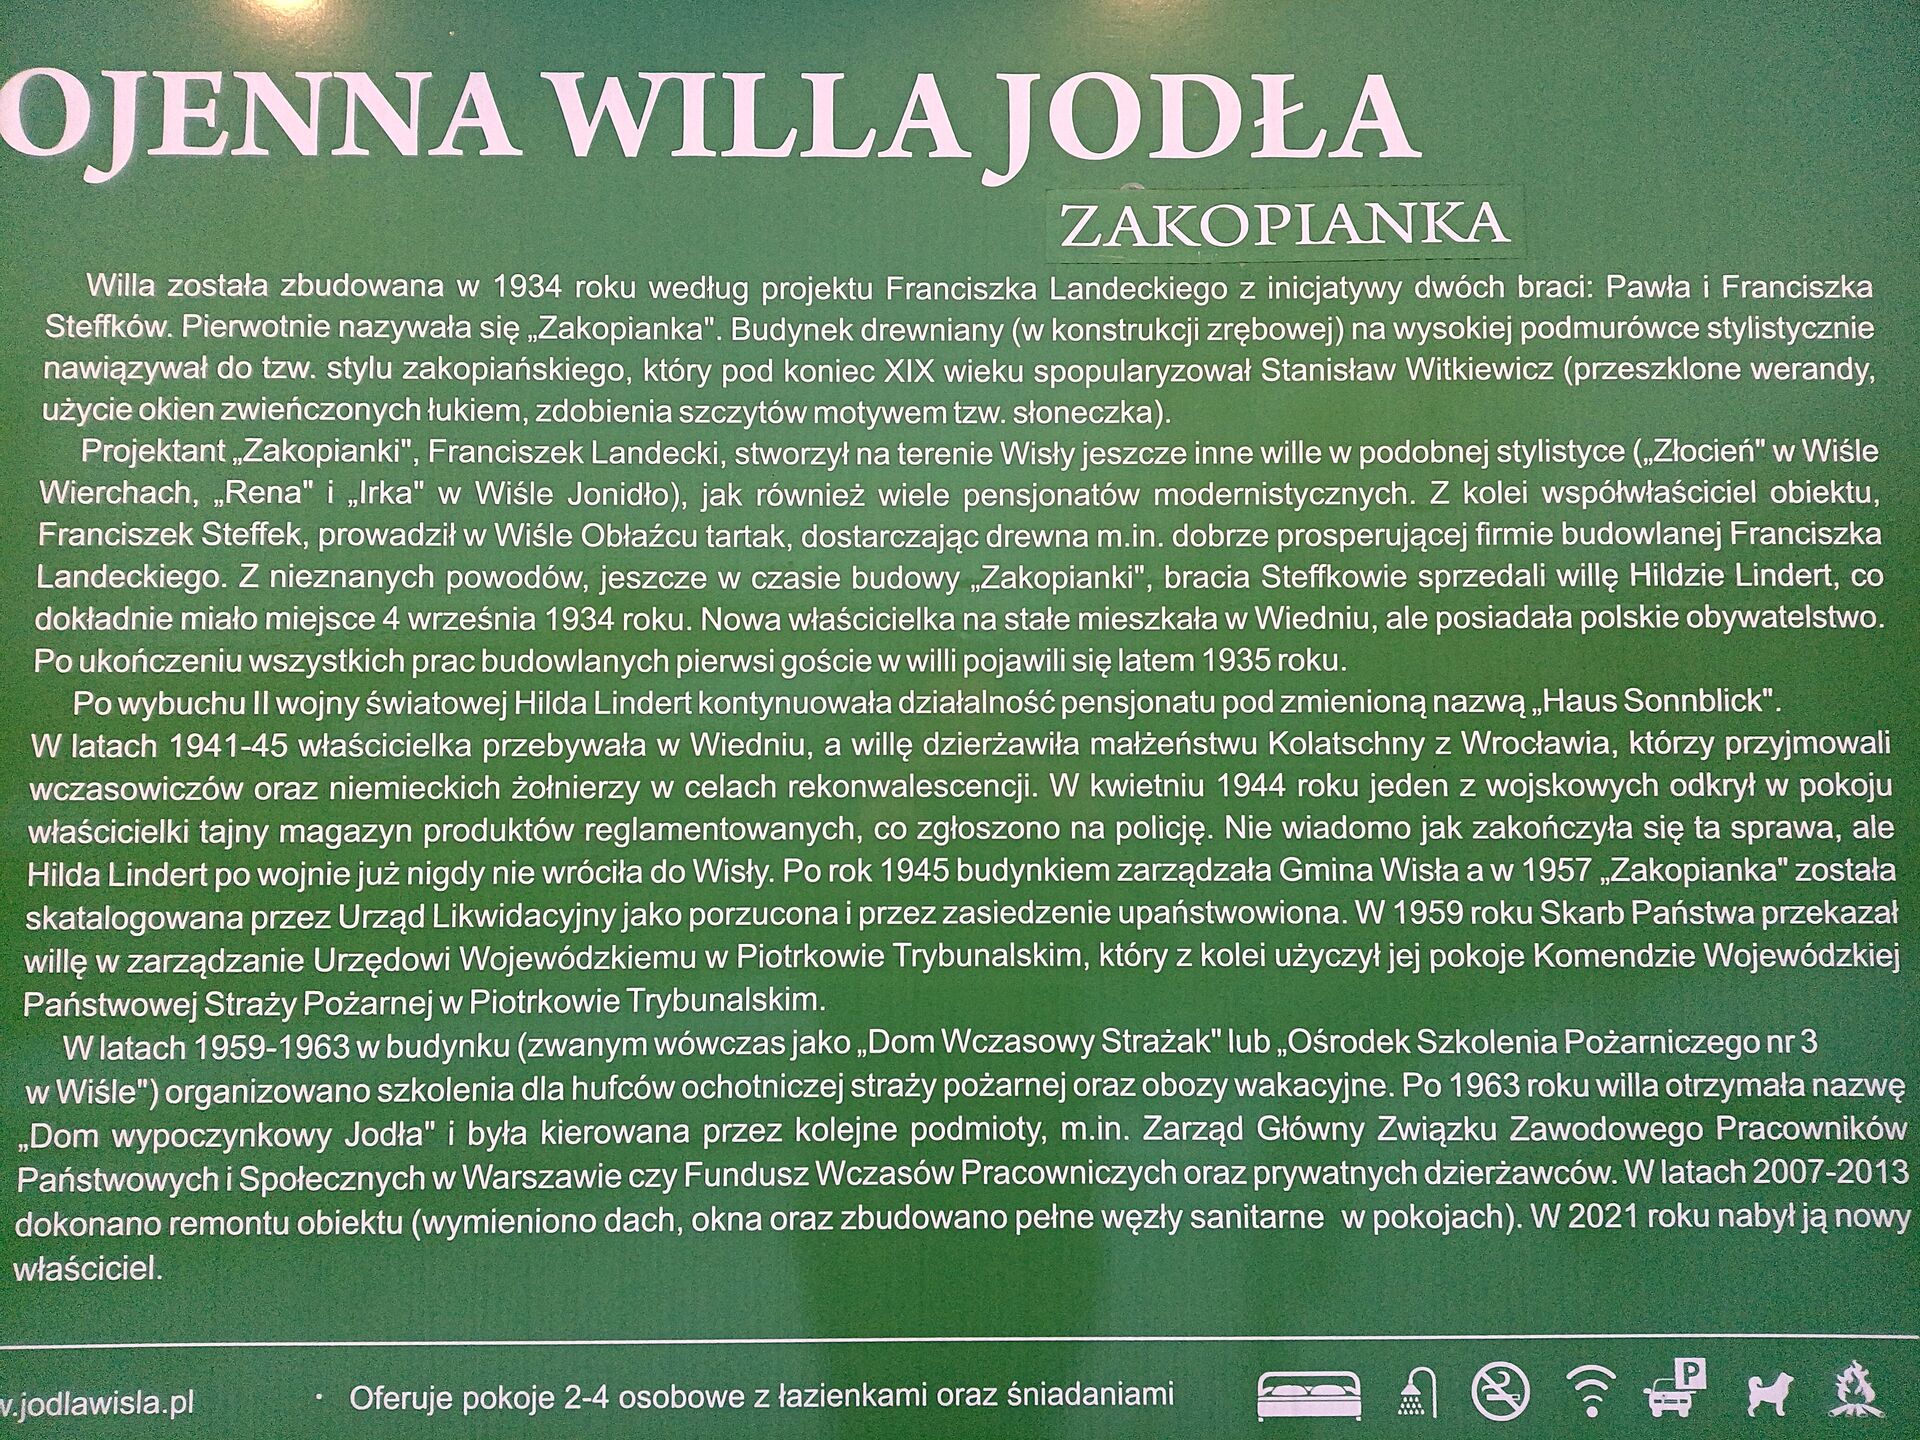 OJENNA WILLA JODŁA
ZAKOPIANKA
Willa została zbudowana w 1934 roku według projektu Franciszka Landeckiego z inicjatywy dwóch braci: Pawła i Franciszka
Steffków. Pierwotnie nazywała się „Zakopianka". Budynek drewniany (w konstrukcji zrębowej) na wysokiej podmurówce stylistycznie
nawiązywał do tzw. stylu zakopiańskiego, który pod koniec XIX wieku spopularyzował Stanisław Witkiewicz (przeszklone werandy,
użycie okien zwieńczonych łukiem, zdobienia szczytów motywem tzw. słoneczka).
Projektant „Zakopianki", Franciszek Landecki, stworzył na terenie Wisły jeszcze inne wille w podobnej stylistyce („Złocień" w Wiśle
Wierchach, „Rena" i „Irka" w Wiśle Jonidło), jak również wiele pensjonatów modernistycznych. Z kolei współwłaściciel obiektu,
Franciszek Steffek, prowadził w Wiśle Obłaźcu tartak, dostarczając drewna m.in. dobrze prosperującej firmie budowlanej Franciszka
Landeckiego. Z nieznanych powodów, jeszcze w czasie budowy „Zakopianki", bracia Steffkowie sprzedali willę Hildzie Lindert, co
dokładnie miało miejsce 4 września 1934 roku. Nowa właścicielka na stałe mieszkała w Wiedniu, ale posiadała polskie obywatelstwo.
Po ukończeniu wszystkich prac budowlanych pierwsi goście w willi pojawili się latem 1935 roku.
Po wybuchu II wojny światowej Hilda Lindert kontynuowała działalność pensjonatu pod zmienioną nazwą „Haus Sonnblick".
W latach 1941-45 właścicielka przebywała w Wiedniu, a willę dzierżawiła małżeństwu Kolatschny z Wrocławia, którzy przyjmowali
wczasowiczów oraz niemieckich żołnierzy w celach rekonwalescencji. W kwietniu 1944 roku jeden z wojskowych odkrył w pokoju
właścicielki tajny magazyn produktów reglamentowanych, co zgłoszono na policję. Nie wiadomo jak zakończyła się ta sprawa, ale
Hilda Lindert po wojnie już nigdy nie wróciła do Wisły. Po rok 1945 budynkiem zarządzała Gmina Wisła a w 1957 „Zakopianka" została
skatalogowana przez Urząd Likwidacyjny jako porzucona i przez zasiedzenie upaństwowiona. W 1959 roku Skarb Państwa przekazał
willę w zarządzanie Urzędowi Wojewódzkiemu w Piotrkowie Trybunalskim, który z kolei użyczył jej pokoje Komendzie Wojewódzkiej
Państwowej Straży Pożarnej w Piotrkowie Trybunalskim.
W latach 1959-1963 w budynku (zwanym wówczas jako „Dom Wczasowy Strażak" lub „Ośrodek Szkolenia Pożarniczego nr 3
w Wiśle") organizowano szkolenia dla hufców ochotniczej straży pożarnej oraz obozy wakacyjne. Po 1963 roku willa otrzymała nazwę
„Dom wypoczynkowy Jodła" i była kierowana przez kolejne podmioty, m.in. Zarząd Główny Związku Zawodowego Pracowników
Państwowych i Społecznych w Warszawie czy Fundusz Wczasów Pracowniczych oraz prywatnych dzierżawców. W latach 2007-2013
dokonano remontu obiektu (wymieniono dach, okna oraz zbudowano pełne węzły sanitarne w pokojach). W 2021 roku nabył ją nowy
właściciel.
w.jodlawisla.pl · Oferuje pokoje 2-4 osobowe z łazienkami oraz śniadaniami
P